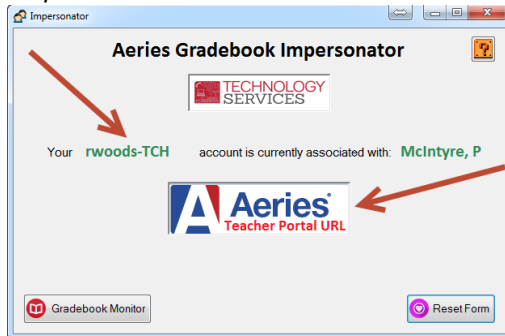 Impersonator
Aeries Gradebook Impersonator
TECHNOLOGY
SERVICES
Your rwoods-TCH account is currently associated with: McIntyre, P
Aeries
Teacher Portal URL
Gradebook Monitor
Reset Form